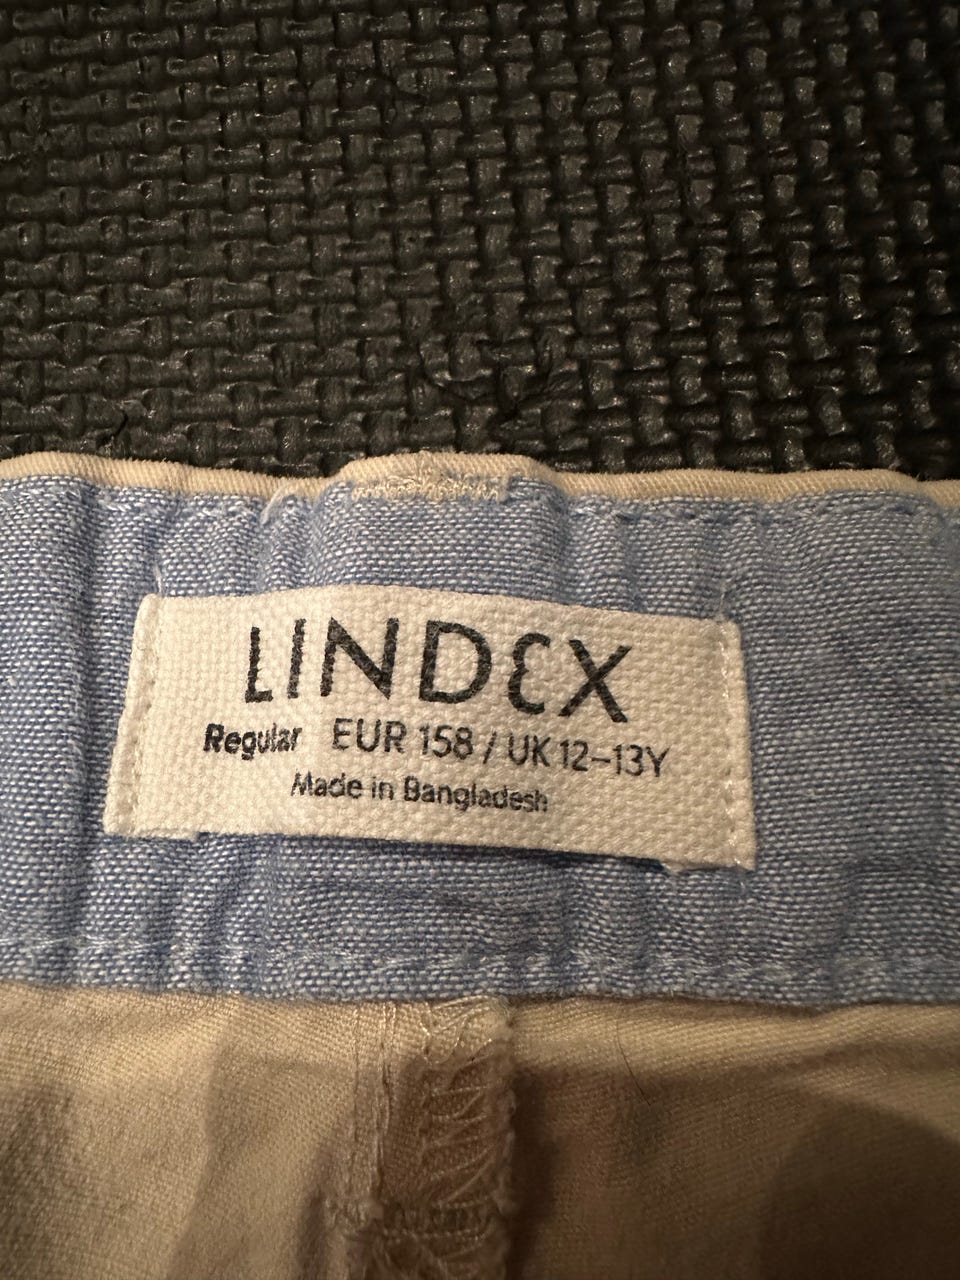 LINDEX
Regular EUR 158 / UK 12-13Y
Made in Bangladesh